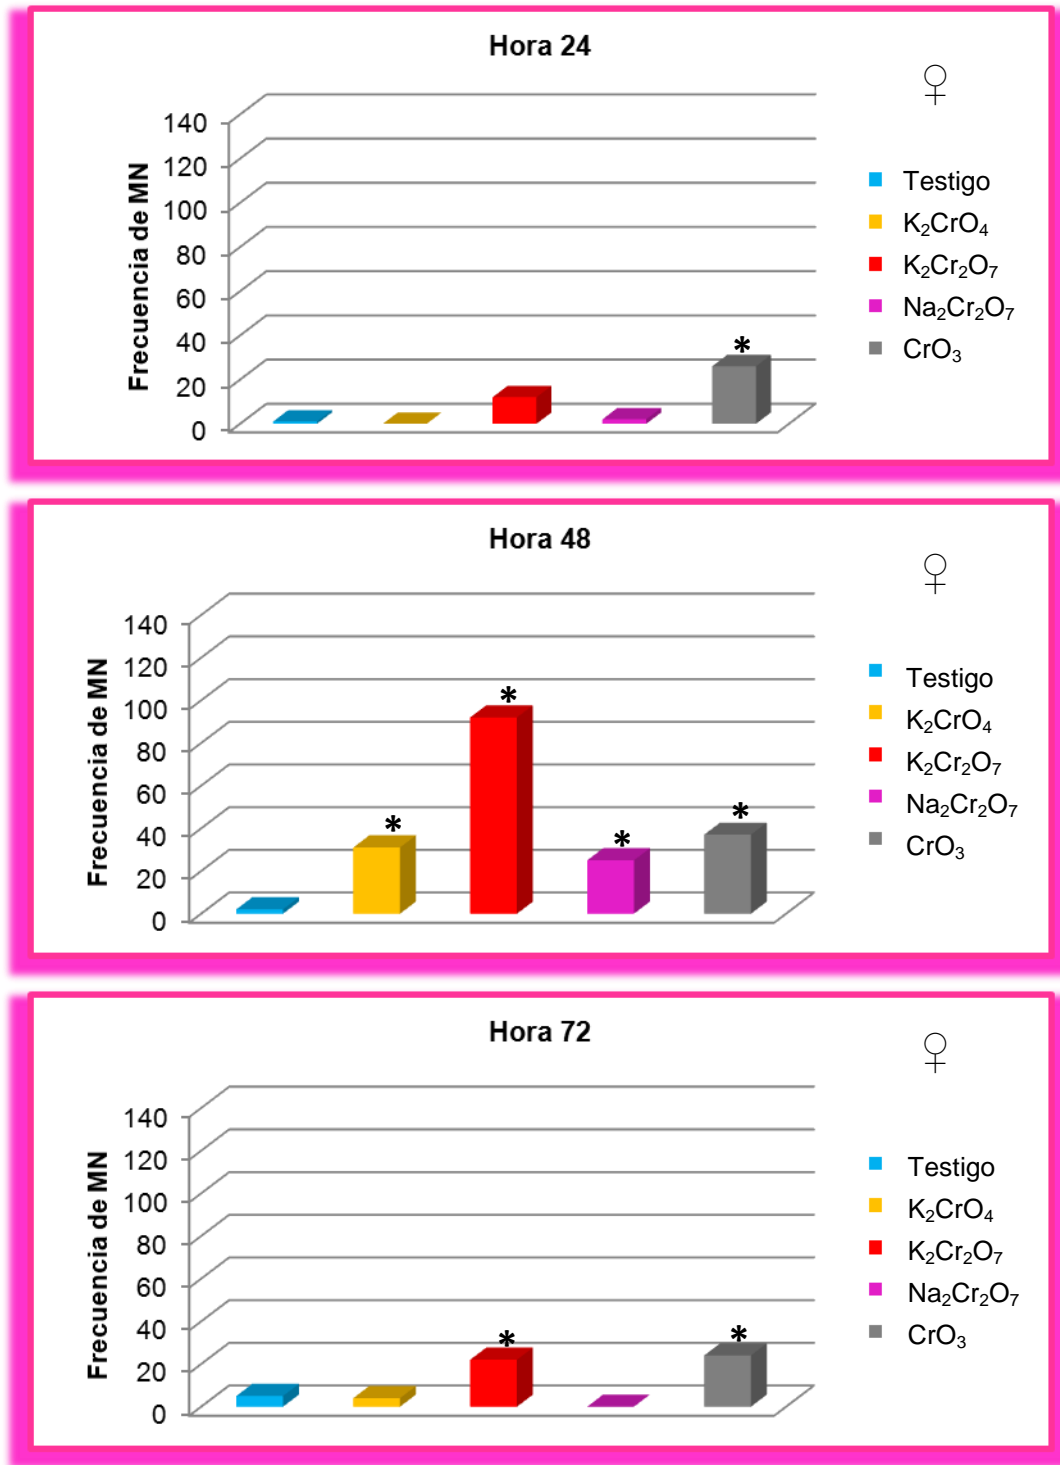 Hora 24
♀
Frecuencia de MN
140
120
100
80
60
40
20
0
*
Testigo
K₂CrO₄
K₂Cr₂O₇
Na₂Cr₂O₇
CrO₃
Hora 48
♀
Frecuencia de MN
140
120
100
80
60
40
20
0
*
*
*
*
Testigo
K₂CrO₄
K₂Cr₂O₇
Na₂Cr₂O₇
CrO₃
Hora 72
♀
Frecuencia de MN
140
120
100
80
60
40
20
0
*
*
Testigo
K₂CrO₄
K₂Cr₂O₇
Na₂Cr₂O₇
CrO₃